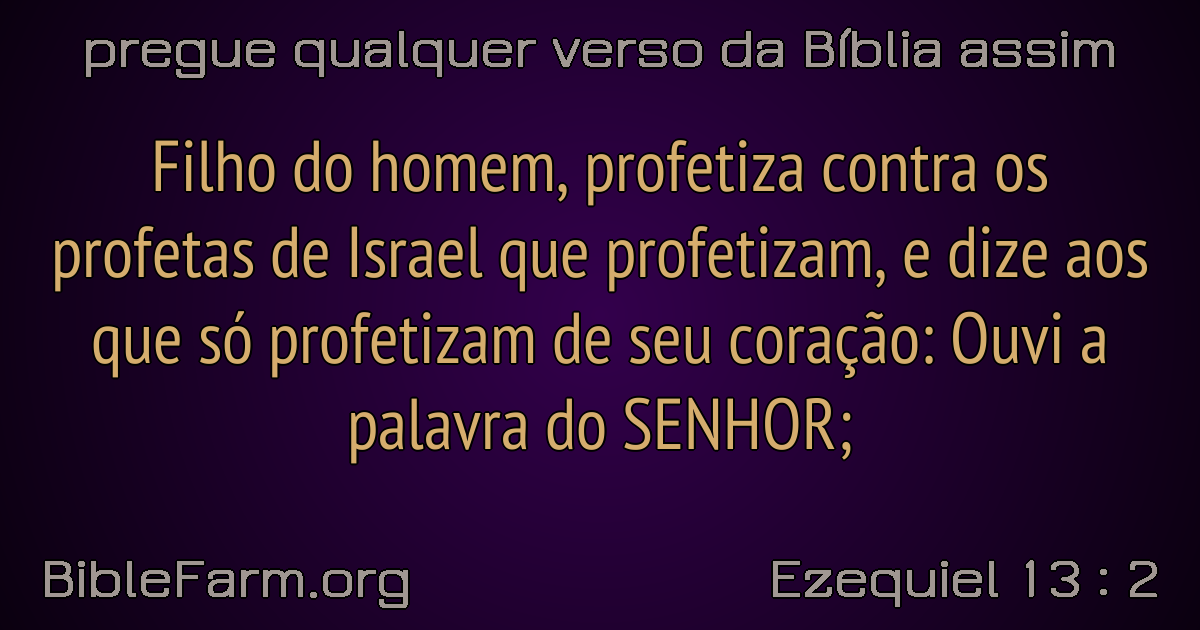 pregue qualquer verso da Bíblia assim
Filho do homem, profetiza contra os
profetas de Israel que profetizam, e dize aos
que só profetizam de seu coração: Ouvi a
palavra do SENHOR;
BibleFarm.org
Ezequiel 13 : 2